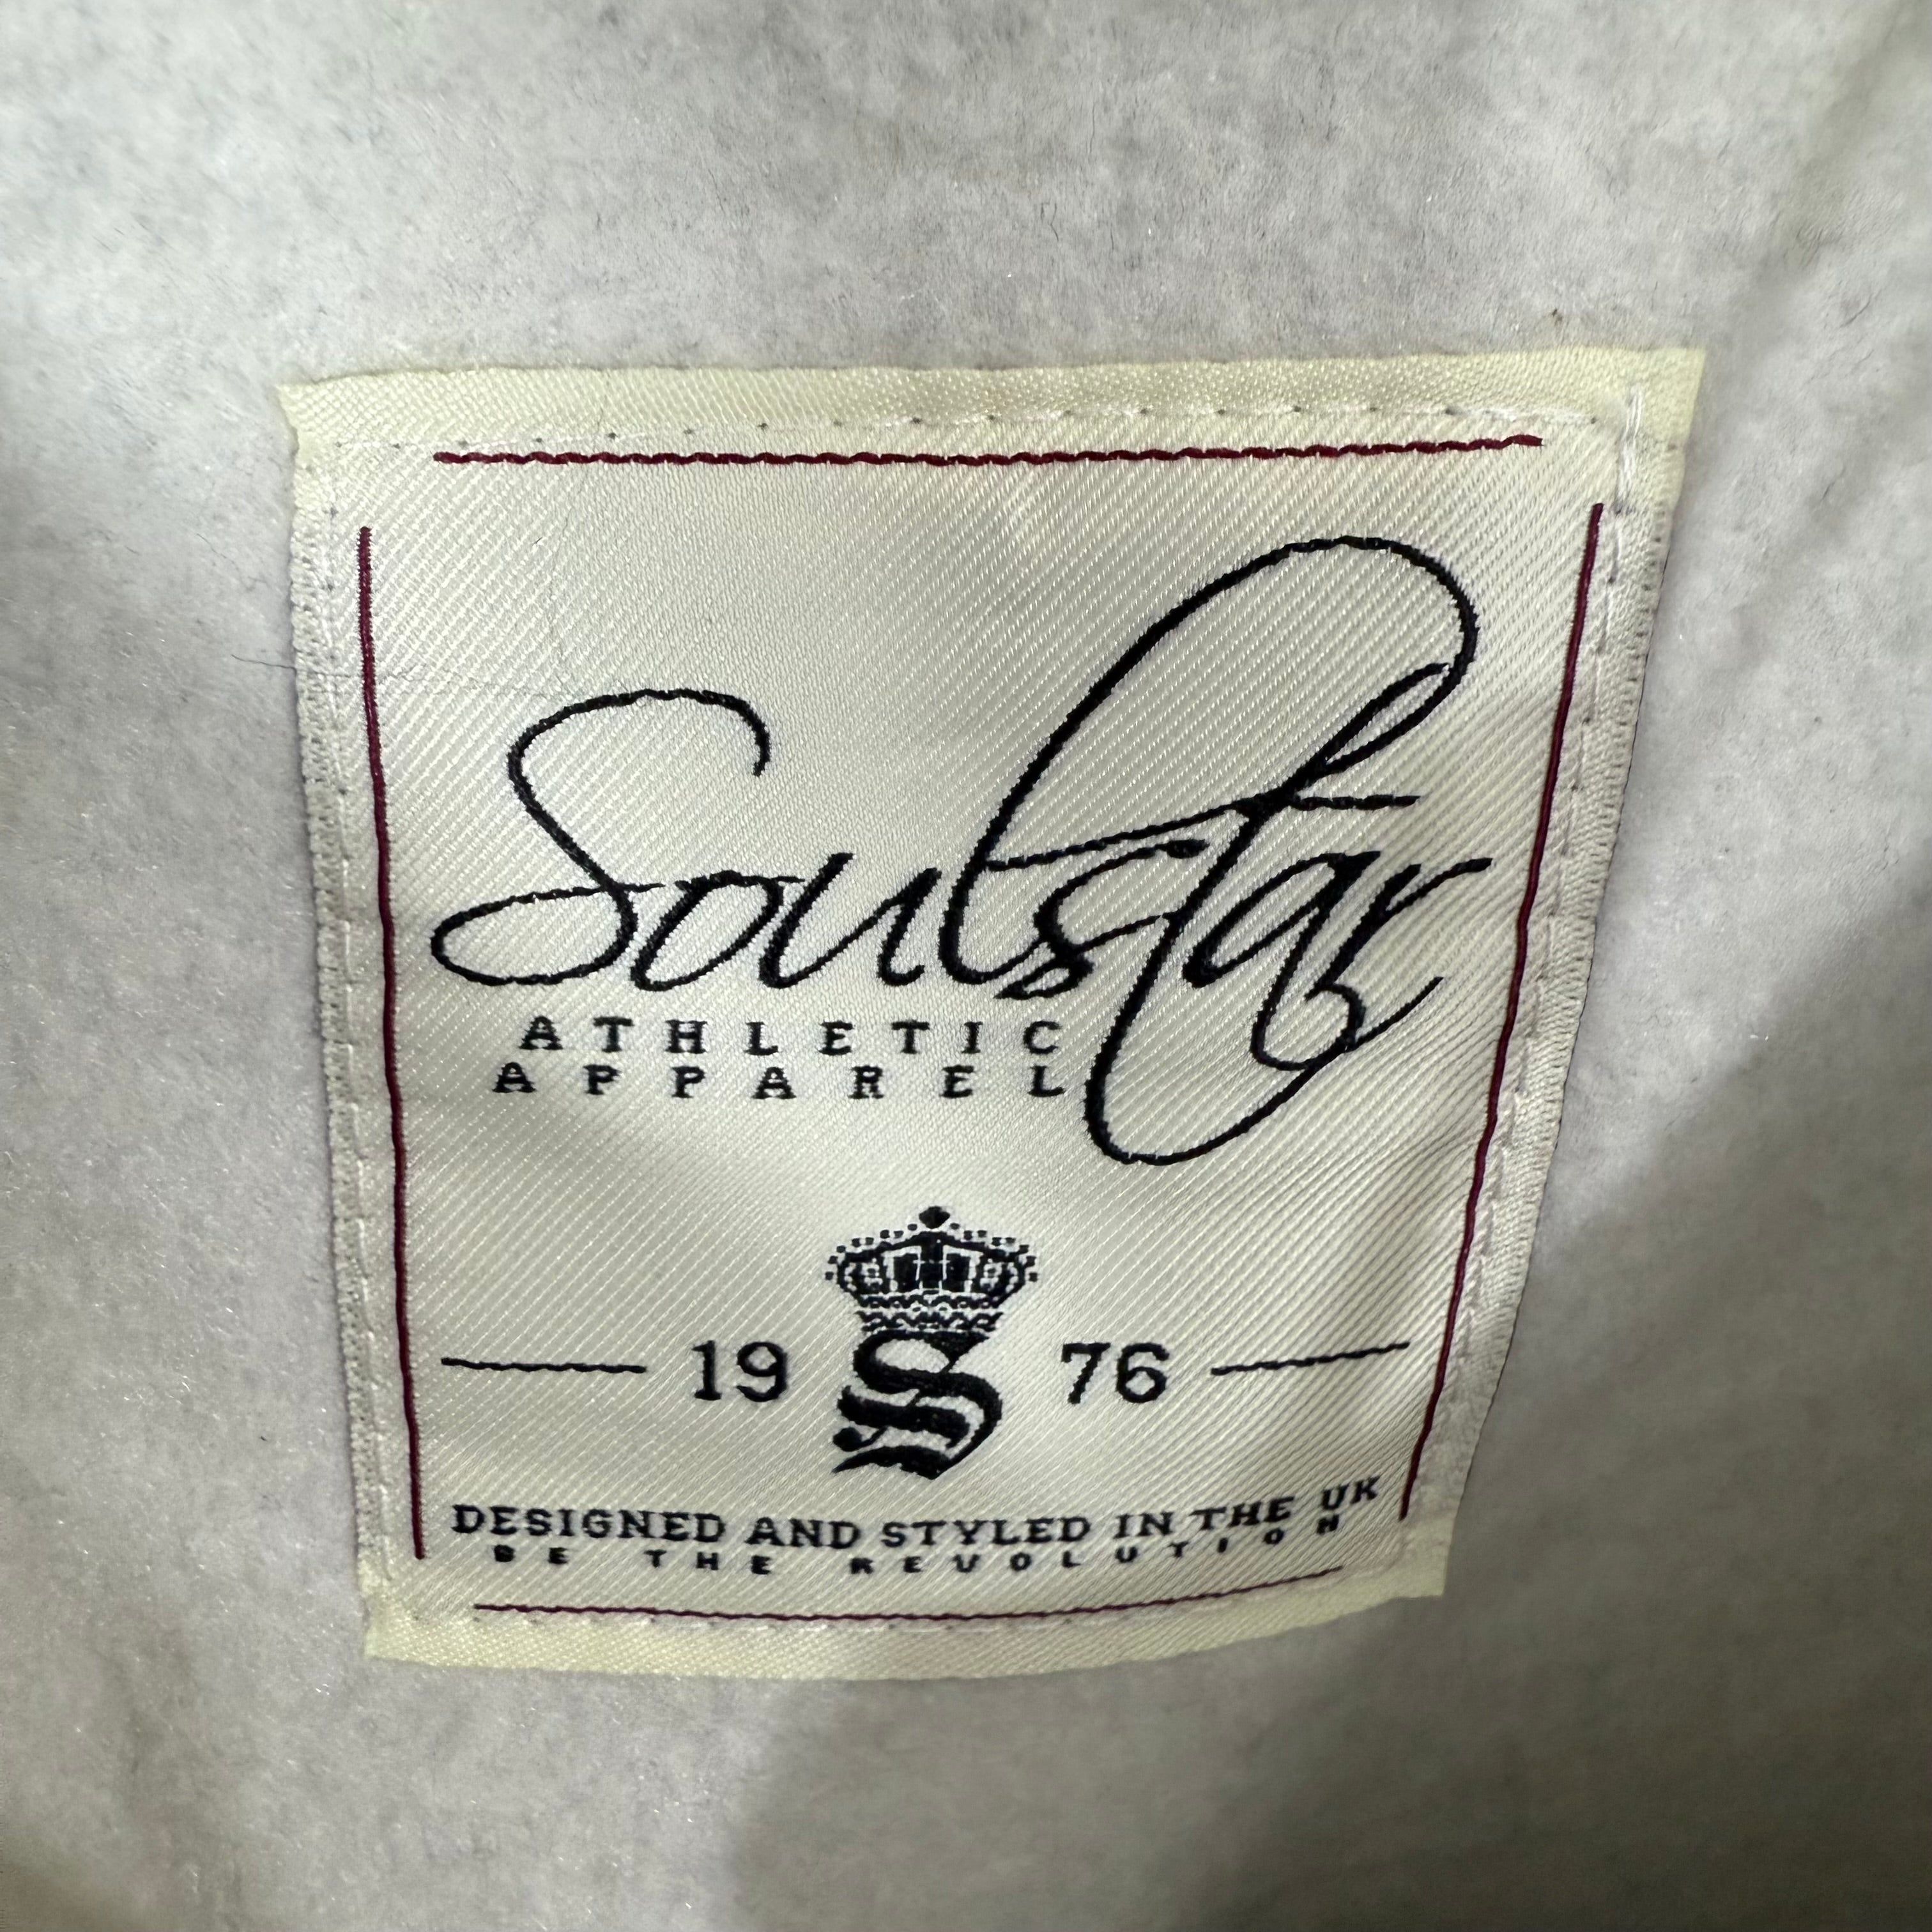 Soulstar
ATHLETIC
APPAREL
19 S 76
DESIGNED AND STYLED IN THE UK
BE THE REVOLUTION